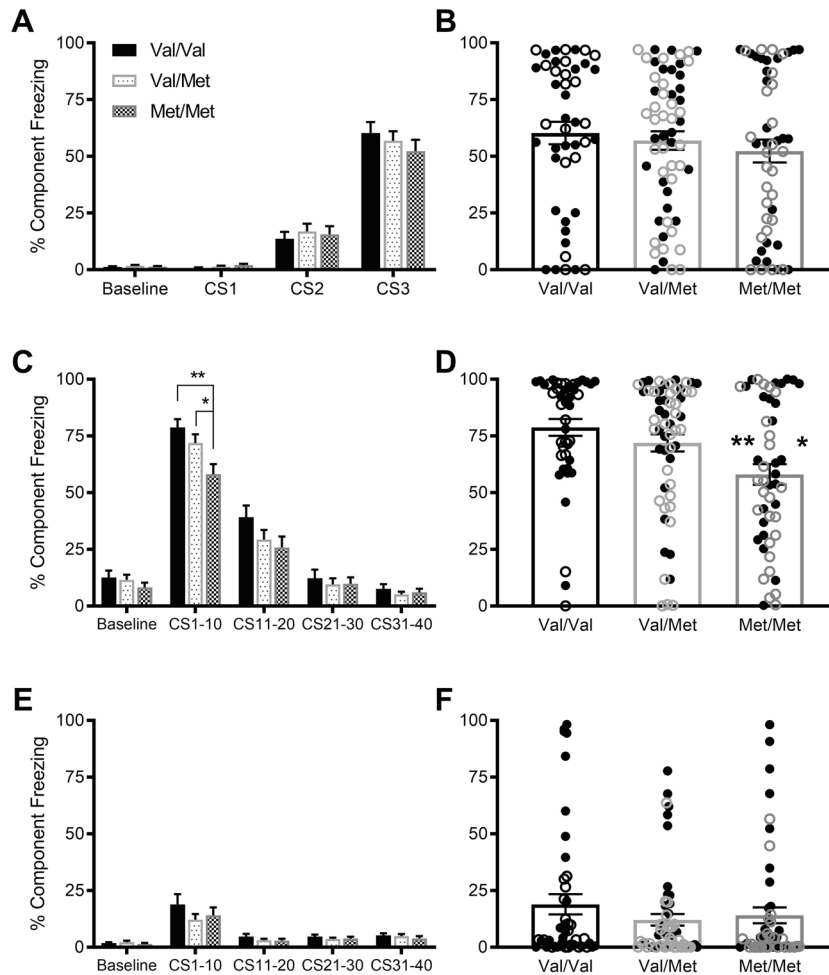 A
B
Val/Val
Val/Met
Met/Met
% Component Freezing
100
75
50
25
0
Baseline CS1 CS2 CS3
100
75
50
25
0
Val/Val Val/Met Met/Met
C
D
% Component Freezing
100
75
50
25
0
**
*
Baseline CS1-10 CS11-20 CS21-30 CS31-40
100
75
50
25
0
** *
Val/Val Val/Met Met/Met
E
F
% Component Freezing
100
75
50
25
0
Baseline CS1-10 CS11-20 CS21-30 CS31-40
100
75
50
25
0
Val/Val Val/Met Met/Met